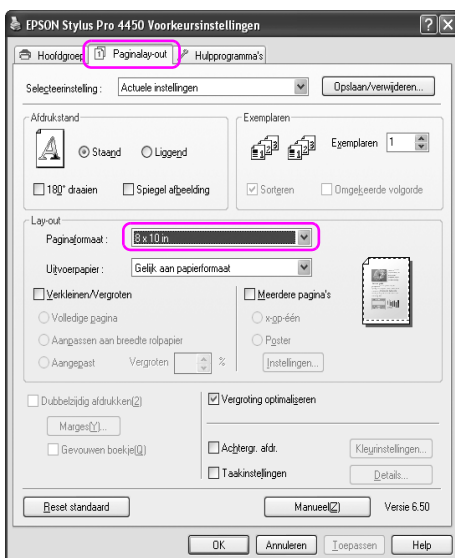 EPSON Stylus Pro 4450 Voorkeursinstellingen
Hoofdgroep Paginalay-out Hulpprogramma's
Selecteerinstelling : Actuele instellingen Opslaan/verwijderen...
Afdrukstand
Staand Liggend
180° draaien Spiegel afbeelding
Exemplaren
Exemplaren 1
Sorteren Omgekeerde volgorde
Lay-out
Paginaformaat : 8 x 10 in
Uitvoerpapier : Gelijk aan papierformaat
Verkleinen/Vergroten
Volledige pagina
Aanpassen aan breedte rolpapier
Aangepast Vergroten %
Meerdere pagina's
x-op-één
Poster
Instellingen...
Dubbelzijdig afdrukken(2)
Marges(Y)...
Gevouwen boekje(Q)
Vergroting optimaliseren
Achtergr. afdr. Kleurinstellingen...
Taakinstellingen Details...
Reset standaard Manueel(Z) Versie 6.50
OK Annuleren Toepassen Help